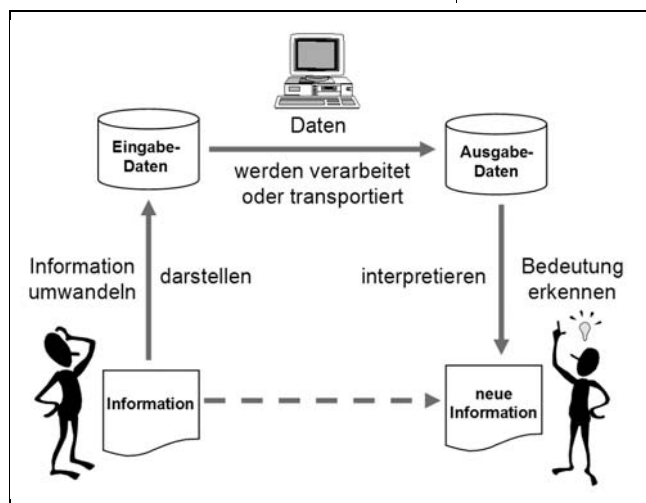 Daten
Eingabe-
Daten
werden verarbeitet
oder transportiert
Ausgabe-
Daten
Information
umwandeln
darstellen
interpretieren
Bedeutung
erkennen
Information
neue
Information